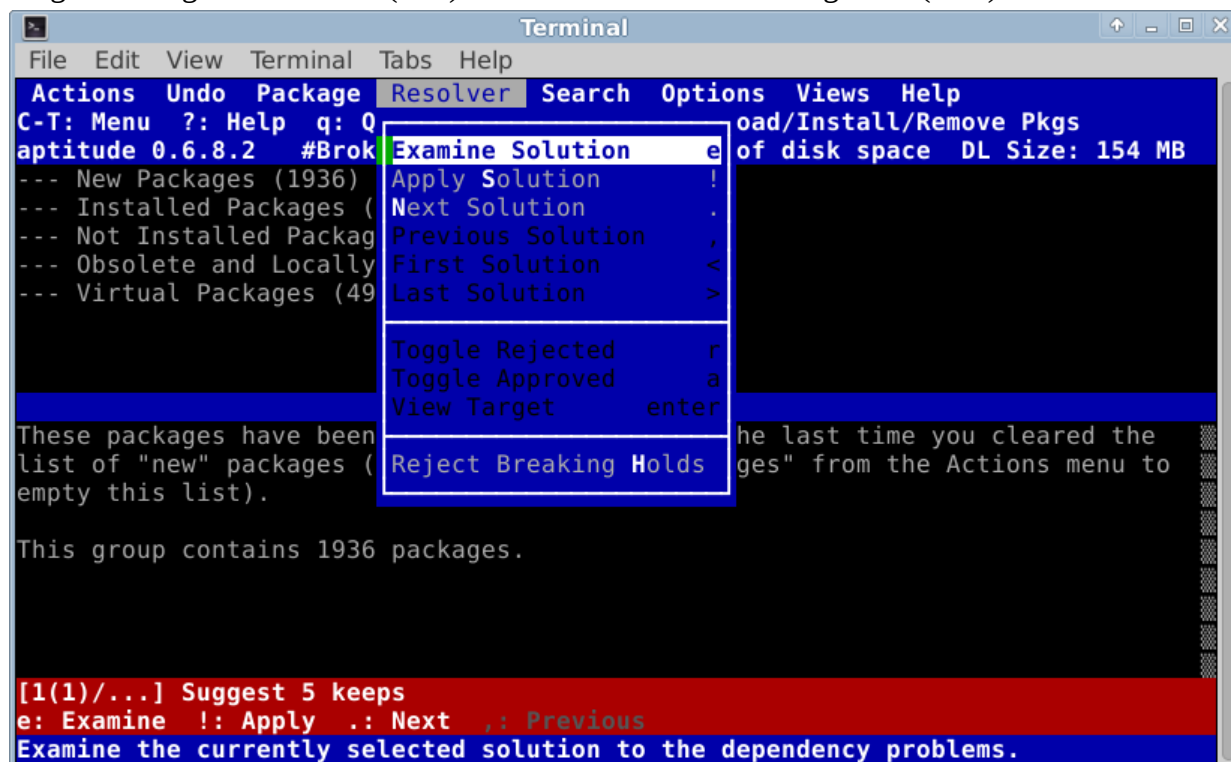 Terminal
File Edit View Terminal Tabs Help
Actions Undo Package Resolver Search Options Views Help
C-T: Menu ?: Help q: Q oad/Install/Remove Pkgs
aptitude 0.6.8.2 #Brok Examine Solution e of disk space DL Size: 154 MB
--- New Packages (1936) Apply Solution !
--- Installed Packages ( Next Solution .
--- Not Installed Packag Previous Solution ,
--- Obsolete and Locally First Solution <
--- Virtual Packages (49 Last Solution >
Toggle Rejected r
Toggle Approved a
View Target enter
These packages have been he last time you cleared the
list of "new" packages ( Reject Breaking Holds ges" from the Actions menu to
empty this list).
This group contains 1936 packages.
[1(1)/...] Suggest 5 keeps
e: Examine !: Apply .: Next ,: Previous
Examine the currently selected solution to the dependency problems.